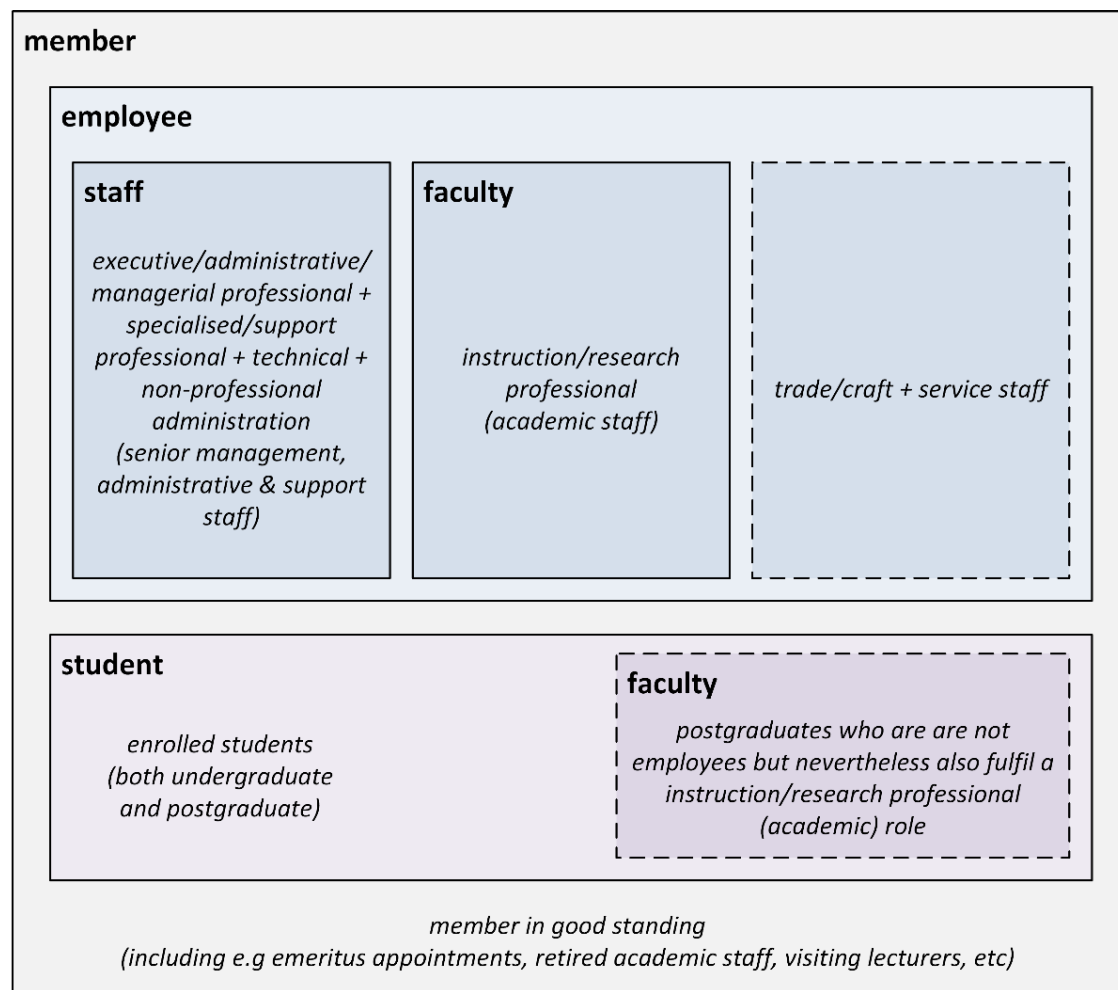 member
employee
staff
executive/administrative/
managerial professional +
specialised/support
professional + technical +
non-professional
administration
(senior management,
administrative & support
staff)
faculty
instruction/research
professional
(academic staff)
trade/craft + service staff
student
enrolled students
(both undergraduate
and postgraduate)
faculty
postgraduates who are are not
employees but nevertheless also fulfil a
instruction/research professional
(academic) role
member in good standing
(including e.g emeritus appointments, retired academic staff, visiting lecturers, etc)